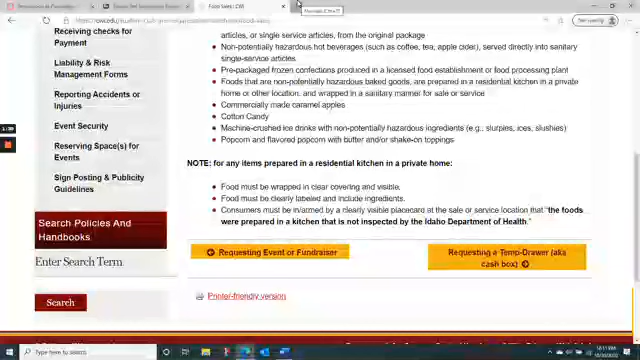 Food Sales | CWI
Receiving checks for
Payment
Liability & Risk
Management Forms
Reporting Accidents or
Injuries
Event Security
Reserving Space(s) for
Events
Sign Posting & Publicity
Guidelines
Search Policies And
Handbooks
Enter Search Term
Search
articles, or single service articles, from the original package
Non-potentially hazardous hot beverages (such as coffee, tea, apple cider), served directly into sanitary
single-service articles
Pre-packaged frozen confections produced in a licensed food establishment or food processing plant
Foods that are non-potentially hazardous baked goods, are prepared in a residential kitchen in a private
home or other location, and wrapped in a sanitary manner for sale or service
Commercially made caramel apples
Cotton Candy
Machine-crushed ice drinks with non-potentially hazardous ingredients (e.g., slurpies, ices, slushies)
Popcorn and flavored popcorn with butter and/or shake-on toppings
NOTE: for any items prepared in a residential kitchen in a private home:
Food must be wrapped in clear covering and visible.
Food must be clearly labeled and include ingredients.
Consumers must be informed by a clearly visible placecard at the sale or service location that "the foods
were prepared in a kitchen that is not inspected by the Idaho Department of Health."
Requesting Event or Fundraiser
Requesting a Temp-Drawer (aka
cash box)
Printer-friendly version
Type here to search